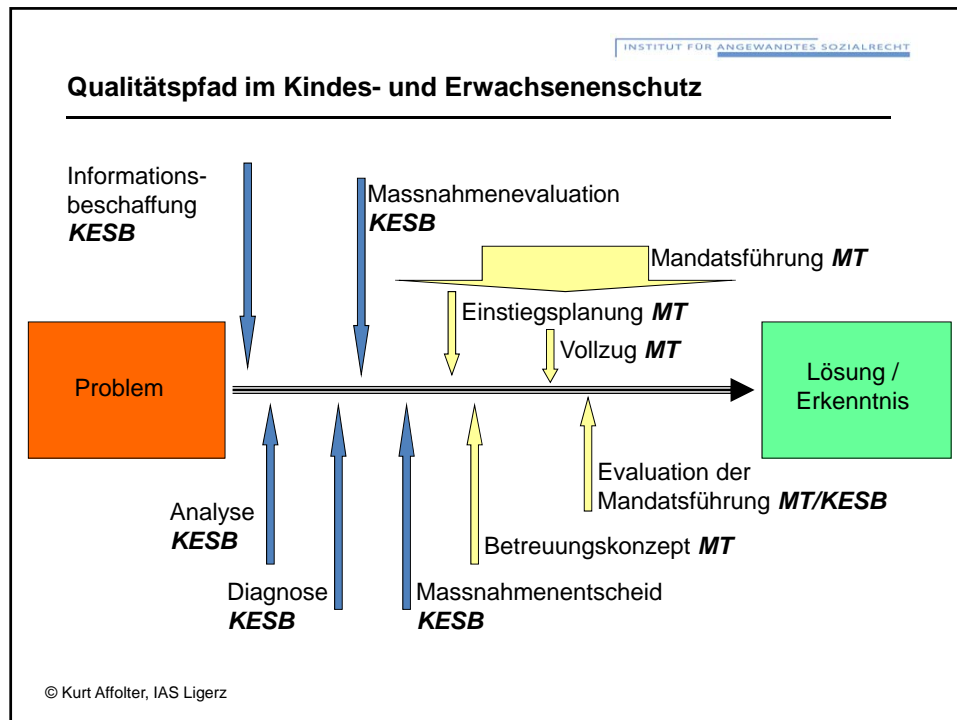 INSTITUT FÜR ANGEWANDTES SOZIALRECHT
Qualitätspfad im Kindes- und Erwachsenenschutz
Informations-
beschaffung
KESB
Massnahmenevaluation
KESB
Mandatsführung MT
Einstiegsplanung MT
Vollzug MT
Problem
Lösung /
Erkenntnis
Analyse
KESB
Diagnose
KESB
Massnahmenentscheid
KESB
Betreuungskonzept MT
Evaluation der
Mandatsführung MT/KESB
© Kurt Affolter, IAS Ligerz